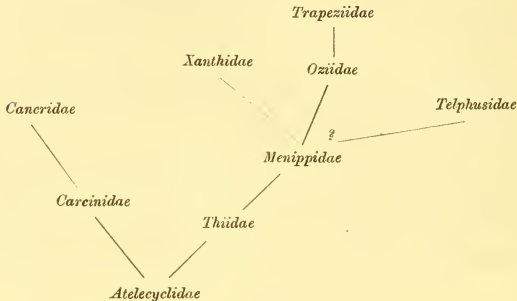 Trapeziidae
Xanthidae
Oziidae
Cancridae
Telphusidae
?
Menippidae
Carcinidae
Thiidae
Atelecyclidae